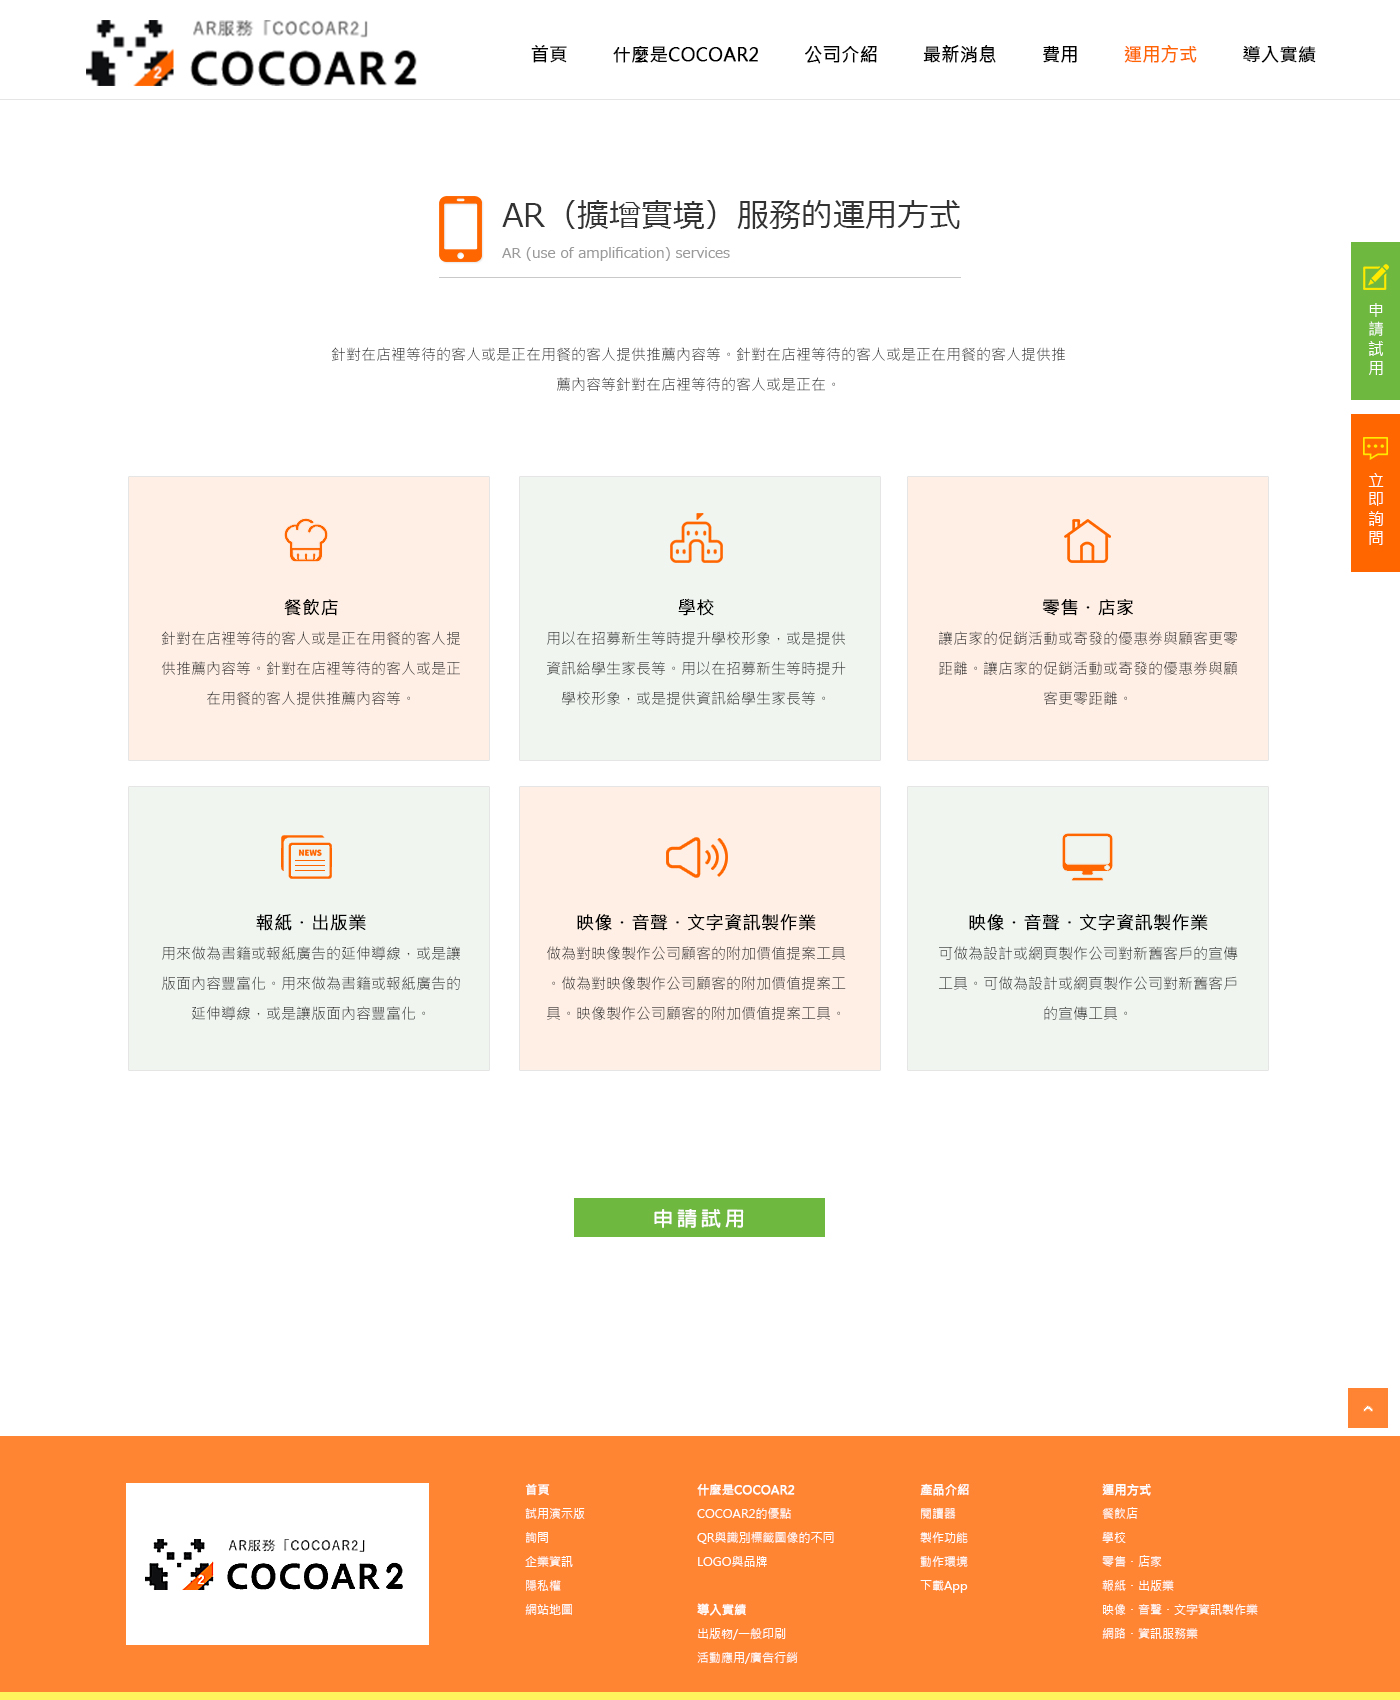 AR服務「COCOAR2」
COCOAR2
首頁
什麼是COCOAR2
公司介紹
最新消息
費用
運用方式
導入實績
AR（擴增實境）服務的運用方式
AR (use of amplification) services
申請試用
立即詢問
針對在店裡等待的客人或是正在用餐的客人提供推薦內容等。針對在店裡等待的客人或是正在用餐的客人提供推
薦內容等針對在店裡等待的客人或是正在。
餐飲店
針對在店裡等待的客人或是正在用餐的客人提
供推薦內容等。針對在店裡等待的客人或是正
在用餐的客人提供推薦內容等。
學校
用以在招募新生等時提升學校形象，或是提供
資訊給學生家長等。用以在招募新生等時提升
學校形象，或是提供資訊給學生家長等。
零售．店家
讓店家的促銷活動或寄發的優惠券與顧客更零
距離。讓店家的促銷活動或寄發的優惠券與顧
客更零距離。
NEWS
報紙．出版業
用來做為書籍或報紙廣告的延伸導線，或是讓
版面內容豐富化。用來做為書籍或報紙廣告的
延伸導線，或是讓版面內容豐富化。
映像．音聲．文字資訊製作業
做為對映像製作公司顧客的附加價值提案工具
。做為對映像製作公司顧客的附加價值提案工
具。映像製作公司顧客的附加價值提案工具。
映像．音聲．文字資訊製作業
可做為設計或網頁製作公司對新舊客戶的宣傳
工具。可做為設計或網頁製作公司對新舊客戶
的宣傳工具。
申請試用
AR服務「COCOAR2」
COCOAR2
首頁
試用演示版
詢問
企業資訊
隱私權
網站地圖
什麼是COCOAR2
COCOAR2的優點
QR與識別標籤圖像的不同
LOGO與品牌
導入實績
出版物/一般印刷
活動應用/廣告行銷
產品介紹
閱讀器
製作功能
動作環境
下載App
運用方式
餐飲店
學校
零售．店家
報紙．出版業
映像．音聲．文字資訊製作業
網路．資訊服務業